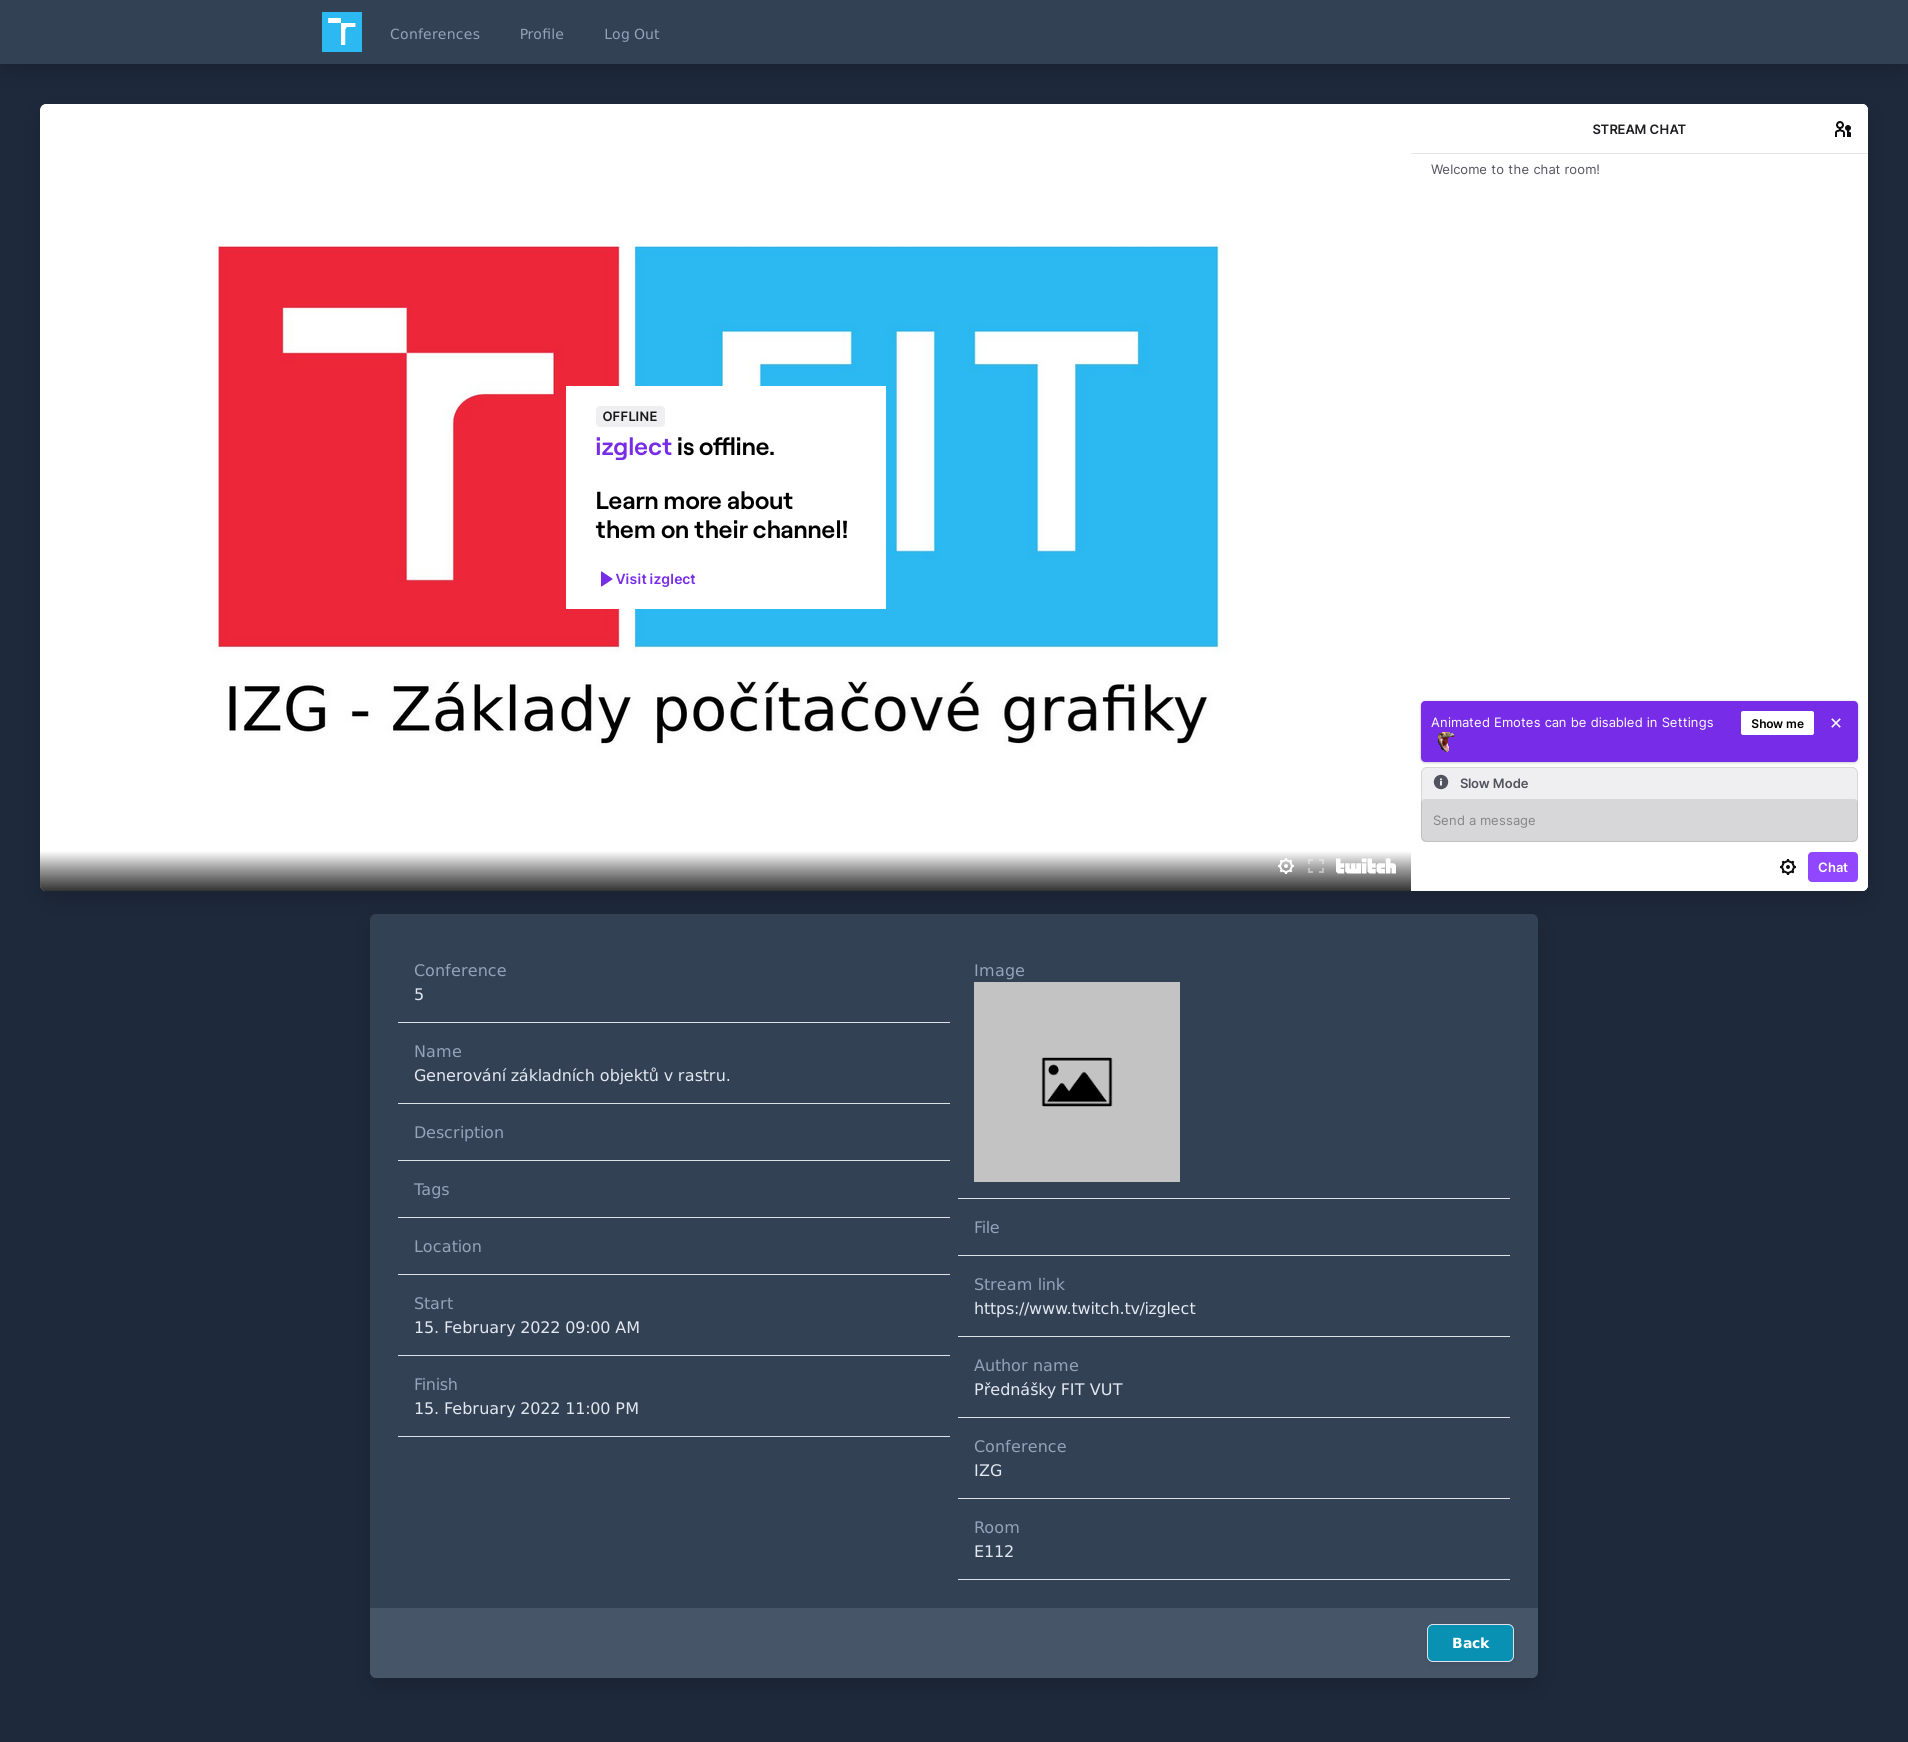 Conferences Profile Log Out
STREAM CHAT
Welcome to the chat room!
FIT
OFFLINE
izglect is offline.
Learn more about
them on their channel!
Visit izglect
IZG - Základy počítačové grafiky
twitch
Animated Emotes can be disabled in Settings
Show me
Slow Mode
Send a message
Chat
Conference
5
Name
Generování základních objektů v rastru.
Description
Tags
Location
Start
15. February 2022 09:00 AM
Finish
15. February 2022 11:00 PM
Image
File
Stream link
https://www.twitch.tv/izglect
Author name
Přednášky FIT VUT
Conference
IZG
Room
E112
Back